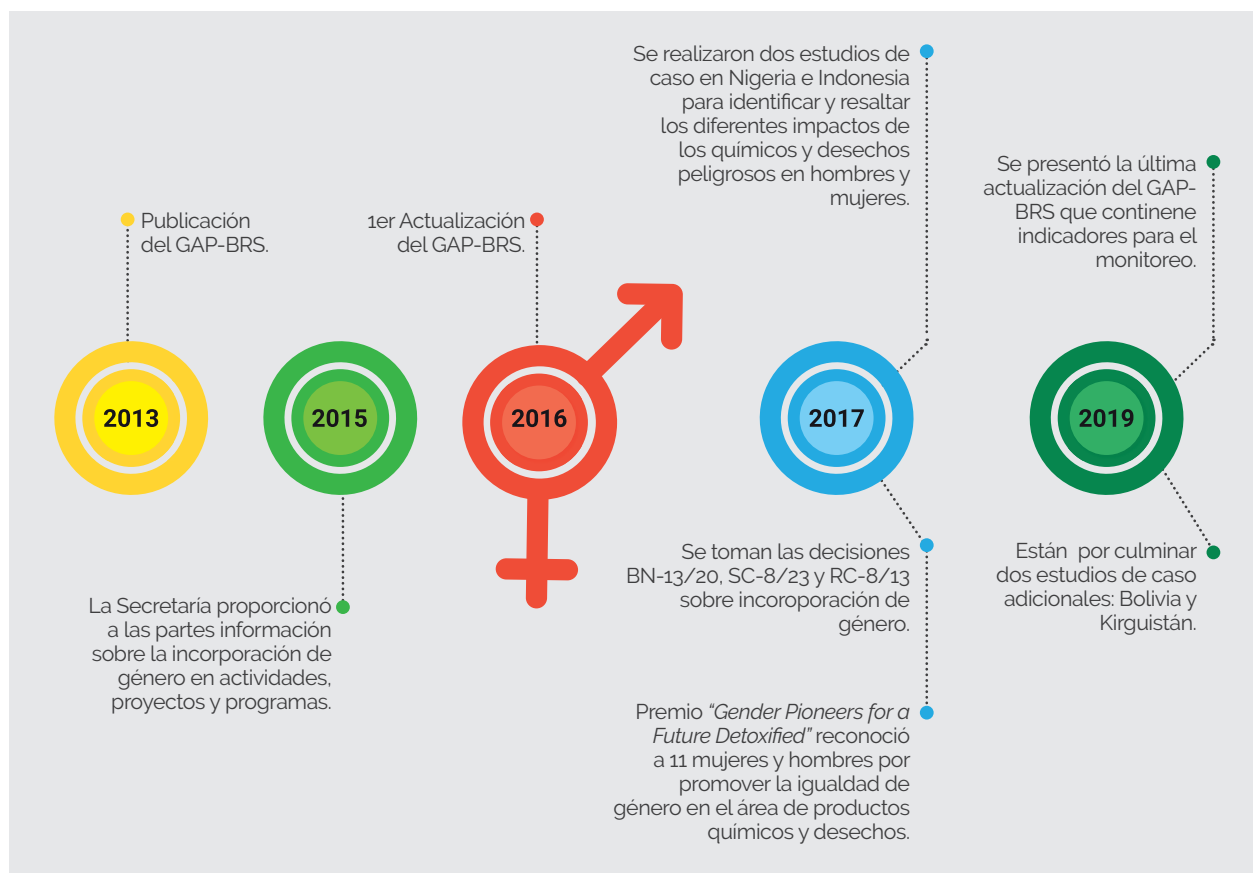 Publicación
del GAP-BRS.
2013
2015
La Secretaría proporcionó
a las partes información
sobre la incorporación de
género en actividades,
proyectos y programas.
1er Actualización
del GAP-BRS.
2016
Se realizaron dos estudios de
caso en Nigeria e Indonesia
para identificar y resaltar
los diferentes impactos de
los químicos y desechos
peligrosos en hombres y
mujeres.
2017
Se toman las decisiones
BN-13/20, SC-8/23 y RC-8/13
sobre incoroporación de
género.
Premio “Gender Pioneers for a
Future Detoxified” reconoció
a 11 mujeres y hombres por
promover la igualdad de
género en el área de productos
químicos y desechos.
Se presentó la última
actualización del GAP-
BRS que continene
indicadores para el
monitoreo.
2019
Están por culminar
dos estudios de caso
adicionales: Bolivia y
Kirguistán.